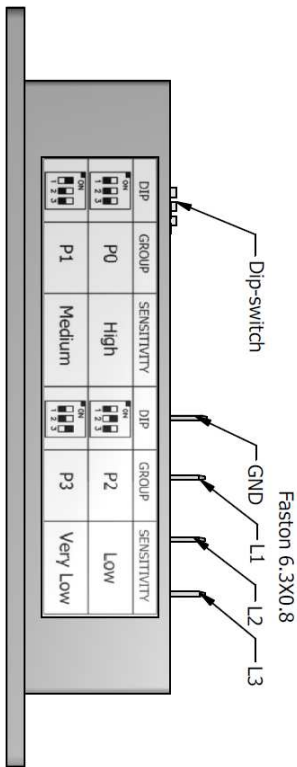 Faston 6.3X0.8
Dip-switch GND L1 L2 L3
DIP GROUP SENSITIVITY DIP GROUP SENSITIVITY
ON 1 2 3 P0 High ON 1 2 3 P2 Low
ON 1 2 3 P1 Medium ON 1 2 3 P3 Very Low